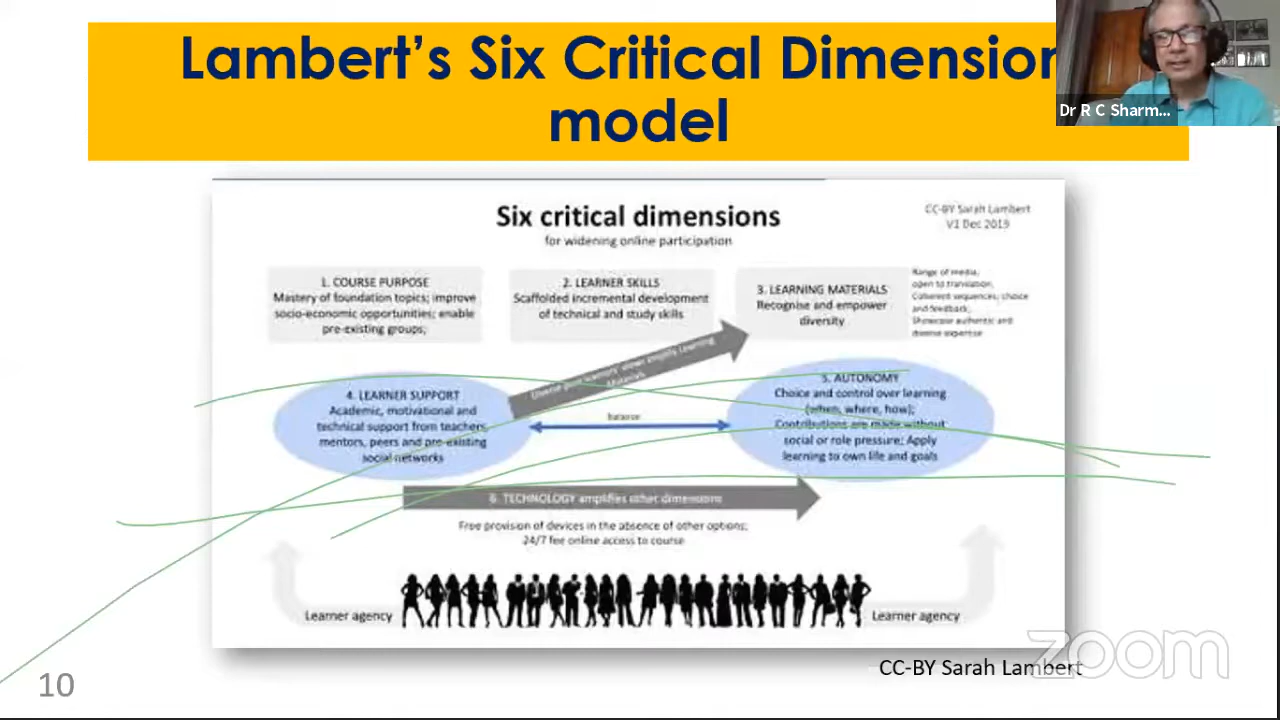 Lambert's Six Critical Dimension
model
Dr R C Sharm...
Six critical dimensions
for widening online participation
CC-BY Sarah Lambert
V1 Dec 2019
1. COURSE PURPOSE
Mastery of foundation topics; improve
socio-economic opportunities; enable
pre-existing groups;
2. LEARNER SKILLS
Scaffolded incremental development
of technical and study skills
3. LEARNING MATERIALS
Recognise and empower
diversity
Range of media,
open to translation,
Coherent sequences, choice
and feedback,
Showcase authentic and
diverse expertise
learning
Materials
4. LEARNER SUPPORT
Academic, motivational and
technical support from teachers,
mentors, peers and pre-existing
social networks
balance
5. AUTONOMY
Choice and control over learning
(when, where, how);
Contributions are made without
social or role pressure; Apply
learning to own life and goals
6. TECHNOLOGY amplifies other dimensions
Free provision of devices in the absence of other options;
24/7 fee online access to course
Learner agency
Learner agency
zoom
CC-BY Sarah Lambert
10